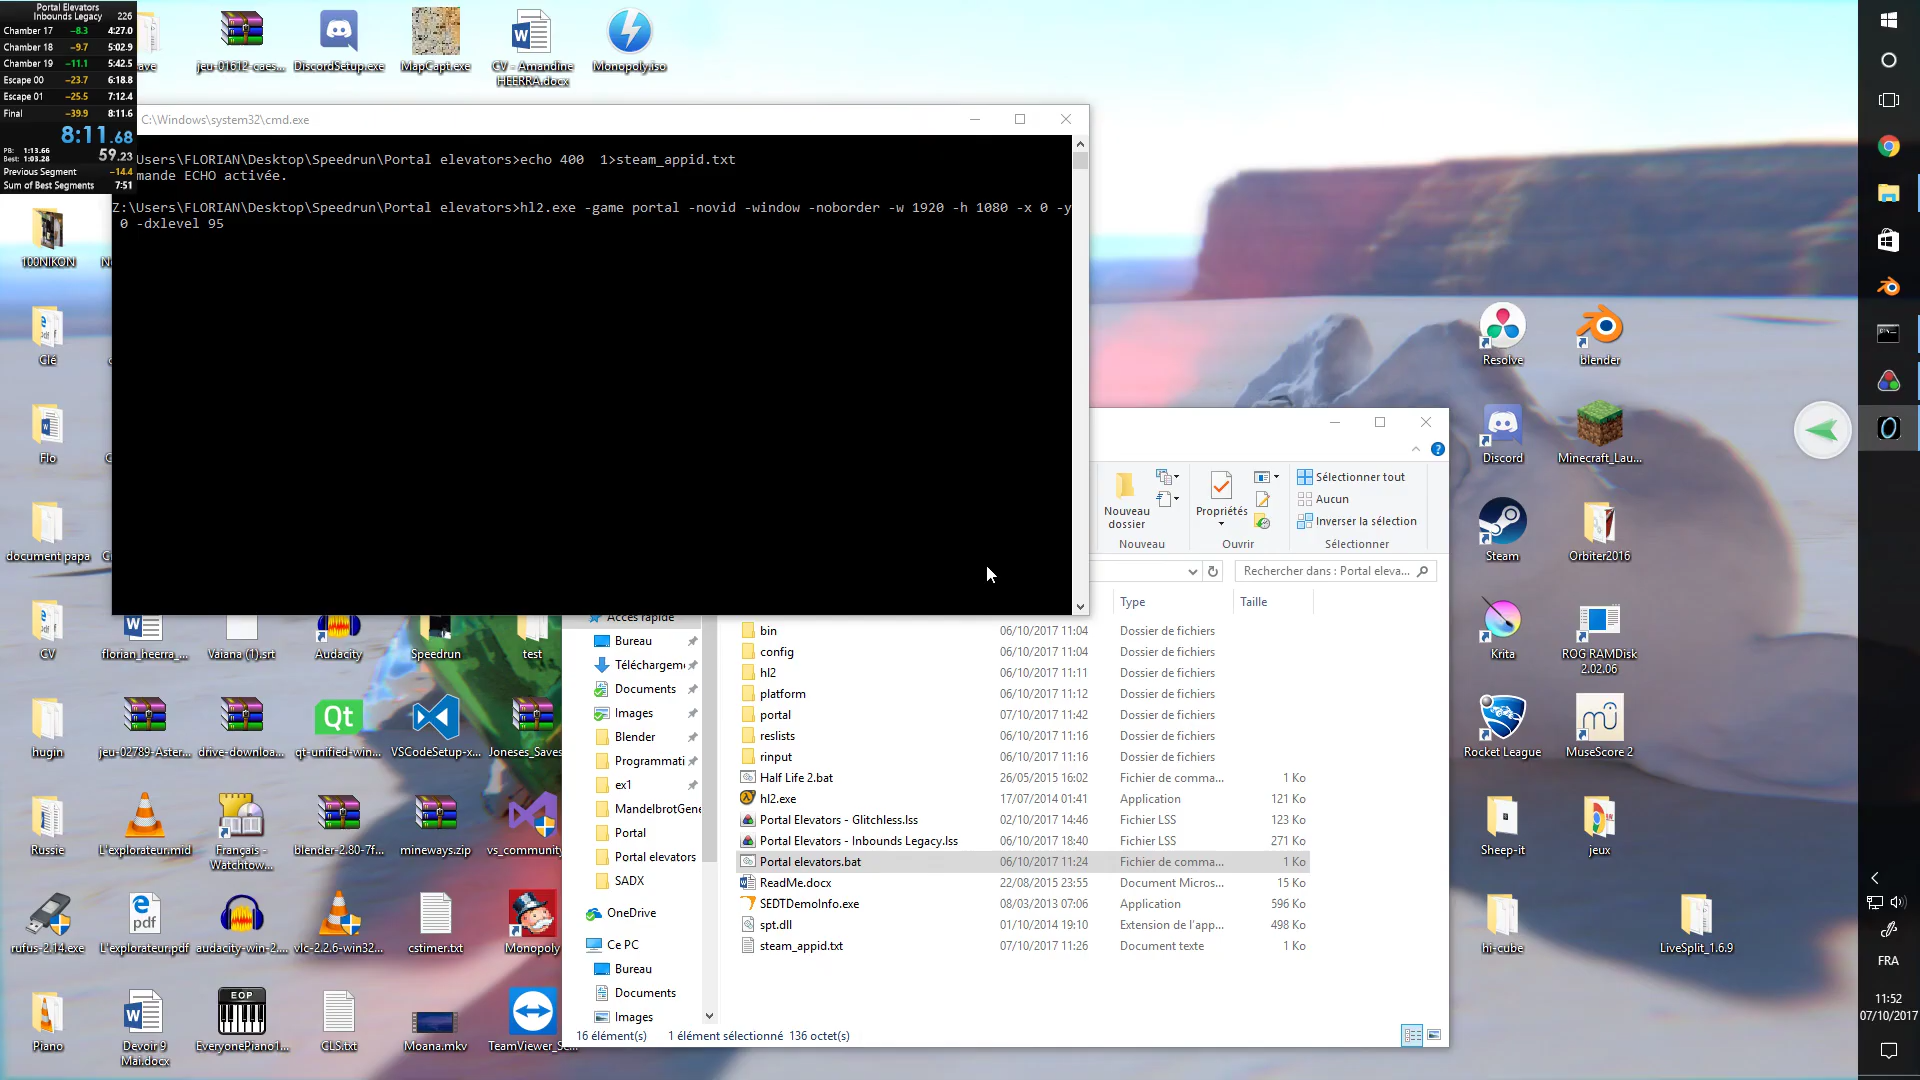 Portal Elevators
Inbounds Legacy 226
Chamber 17 −8.3 4:27.0
Chamber 18 −9.7 5:02.9
Chamber 19 −11.1 5:42.5
Escape 00 −23.7 6:18.8
Escape 01 −25.5 7:12.4
Final −39.9 8:11.6
8:11.68
PB: 1:13.66
Best: 1:03.28
59.23
Previous Segment −14.4
Sum of Best Segments 7:51
jeu-01612-caes...
DiscordSetup.exe
MapCapt.exe
CV - Amandine
HEERRA.docx
Monopoly.iso
C:\Windows\system32\cmd.exe
Users\FLORIAN\Desktop\Speedrun\Portal elevators>echo 400  1>steam_appid.txt
mande ECHO activée.
Z:\Users\FLORIAN\Desktop\Speedrun\Portal elevators>hl2.exe -game portal -novid -window -noborder -w 1920 -h 1080 -x 0 -y
0 -dxlevel 95
100NIKON
Clé
Flo
document papa
CV
florian_heerra_...
Vaiana (1).srt
Audacity
Speedrun
test
hugin
jeu-02789-Aster...
drive-downloa...
Qt
qt-unified-win...
VSCodeSetup-x...
Joneses_Saves
Russie
L'explorateur.mid
Français -
Watchtow...
blender-2.80-7f...
mineways.zip
vs_community
rufus-2.14.exe
pdf
L'explorateur.pdf
audacity-win-2....
vlc-2.2.6-win32...
cstimer.txt
Monopoly
Piano
Devoir 9
Mai.docx
EOP
EveryonePiano1...
CLS.txt
Moana.mkv
TeamViewer_Se...
Nouveau
dossier
Nouveau
Propriétés
Ouvrir
Sélectionner tout
Aucun
Inverser la sélection
Sélectionner
Rechercher dans : Portal eleva...
Type
Taille
Accès rapide
Bureau
Téléchargem
Documents
Images
Blender
Programmati
ex1
MandelbrotGene
Portal
Portal elevators
SADX
OneDrive
Ce PC
Bureau
Documents
Images
bin 06/10/2017 11:04 Dossier de fichiers
config 06/10/2017 11:04 Dossier de fichiers
hl2 06/10/2017 11:11 Dossier de fichiers
platform 06/10/2017 11:12 Dossier de fichiers
portal 07/10/2017 11:42 Dossier de fichiers
reslists 06/10/2017 11:16 Dossier de fichiers
rinput 06/10/2017 11:16 Dossier de fichiers
Half Life 2.bat 26/05/2015 16:02 Fichier de comma... 1 Ko
hl2.exe 17/07/2014 01:41 Application 121 Ko
Portal Elevators - Glitchless.lss 02/10/2017 14:46 Fichier LSS 123 Ko
Portal Elevators - Inbounds Legacy.lss 06/10/2017 18:40 Fichier LSS 271 Ko
Portal elevators.bat 06/10/2017 11:24 Fichier de comma... 1 Ko
ReadMe.docx 22/08/2015 23:55 Document Micros... 15 Ko
SEDTDemoInfo.exe 08/03/2013 07:06 Application 596 Ko
spt.dll 01/10/2014 19:10 Extension de l'app... 498 Ko
steam_appid.txt 07/10/2017 11:26 Document texte 1 Ko
16 élément(s) 1 élément sélectionné 136 octet(s)
Resolve
blender
Discord
Minecraft_Lau...
Steam
Orbiter2016
Krita
ROG RAMDisk
2.02.06
Rocket League
MuseScore 2
Sheep-it
jeux
hi-cube
LiveSplit_1.6.9
FRA
11:52
07/10/2017